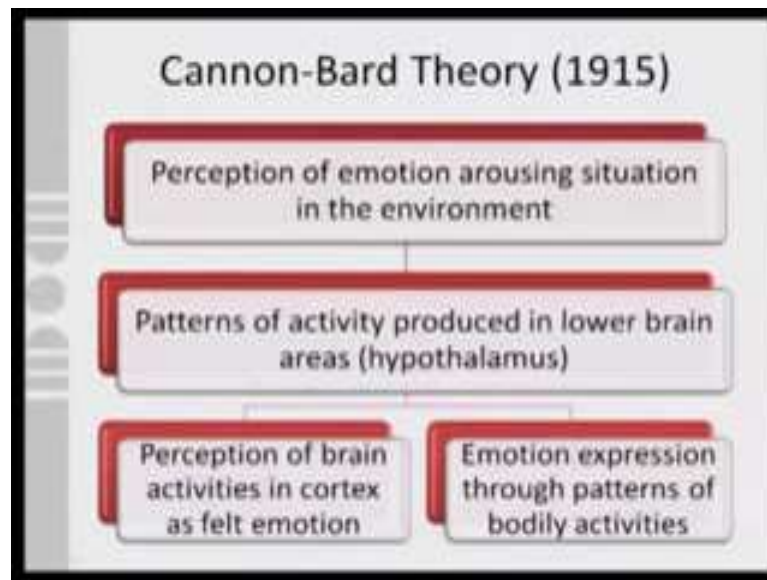 Cannon-Bard Theory (1915)
Perception of emotion arousing situation
in the environment
Patterns of activity produced in lower brain
areas (hypothalamus)
Perception of brain
activities in cortex
as felt emotion
Emotion expression
through patterns of
bodily activities